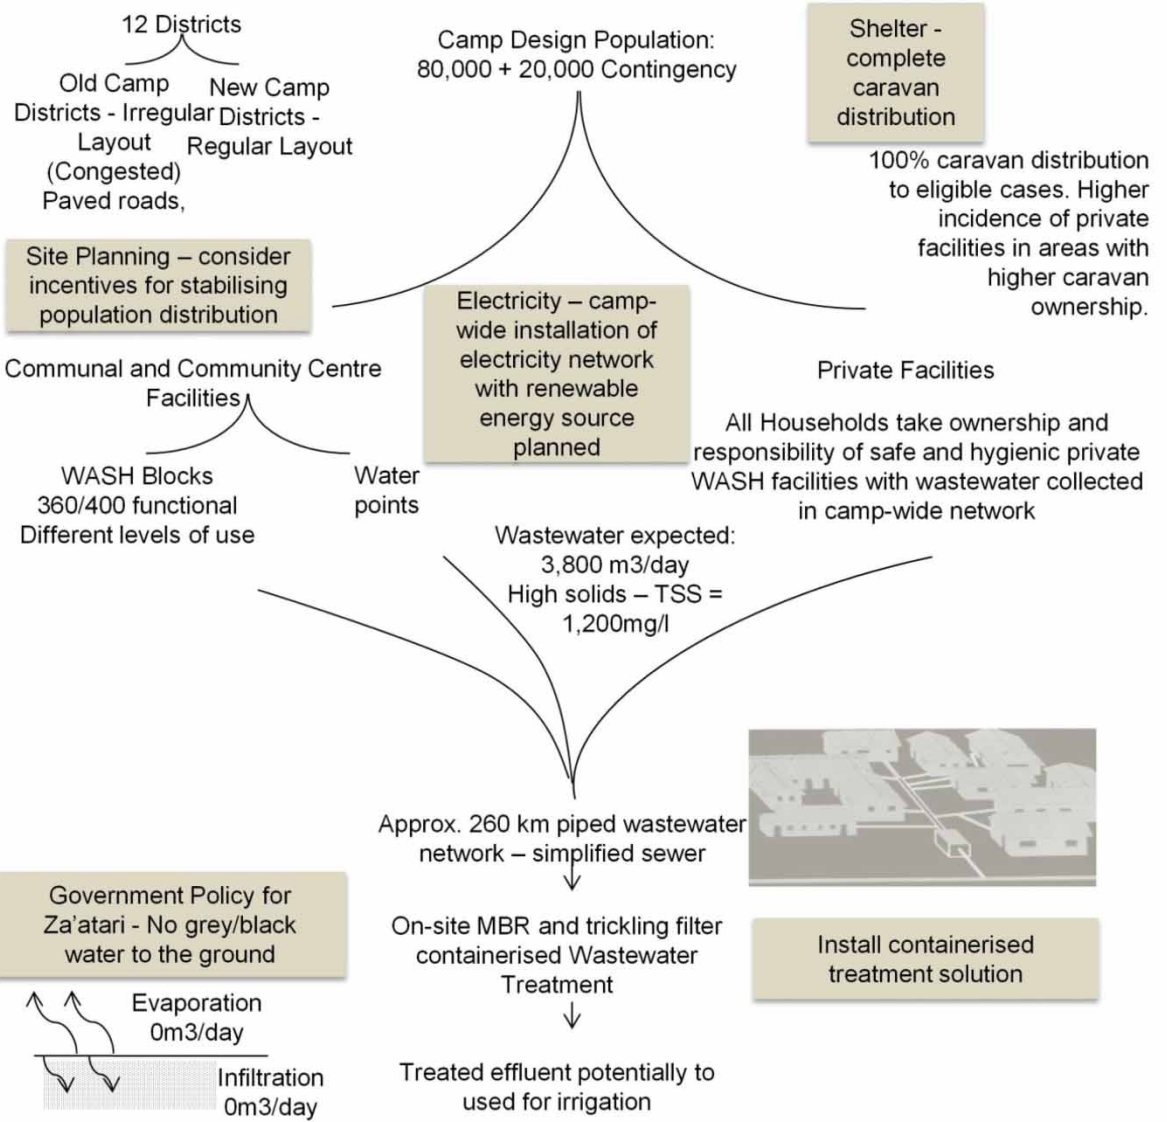 12 Districts
Old Camp
Districts - Irregular
Layout
(Congested)
Paved roads,
New Camp
Districts -
Regular Layout
Camp Design Population:
80,000 + 20,000 Contingency
Shelter -
complete
caravan
distribution
100% caravan distribution
to eligible cases. Higher
incidence of private
facilities in areas with
higher caravan
ownership.
Site Planning – consider
incentives for stabilising
population distribution
Electricity – camp-
wide installation of
electricity network
with renewable
energy source
planned
Communal and Community Centre
Facilities
WASH Blocks
360/400 functional
Different levels of use
Water
points
Private Facilities
All Households take ownership and
responsibility of safe and hygienic private
WASH facilities with wastewater collected
in camp-wide network
Wastewater expected:
3,800 m3/day
High solids – TSS =
1,200mg/l
Approx. 260 km piped wastewater
network – simplified sewer
On-site MBR and trickling filter
containerised Wastewater
Treatment
Treated effluent potentially to
used for irrigation
Install containerised
treatment solution
Government Policy for
Za'atari - No grey/black
water to the ground
Evaporation
0m3/day
Infiltration
0m3/day